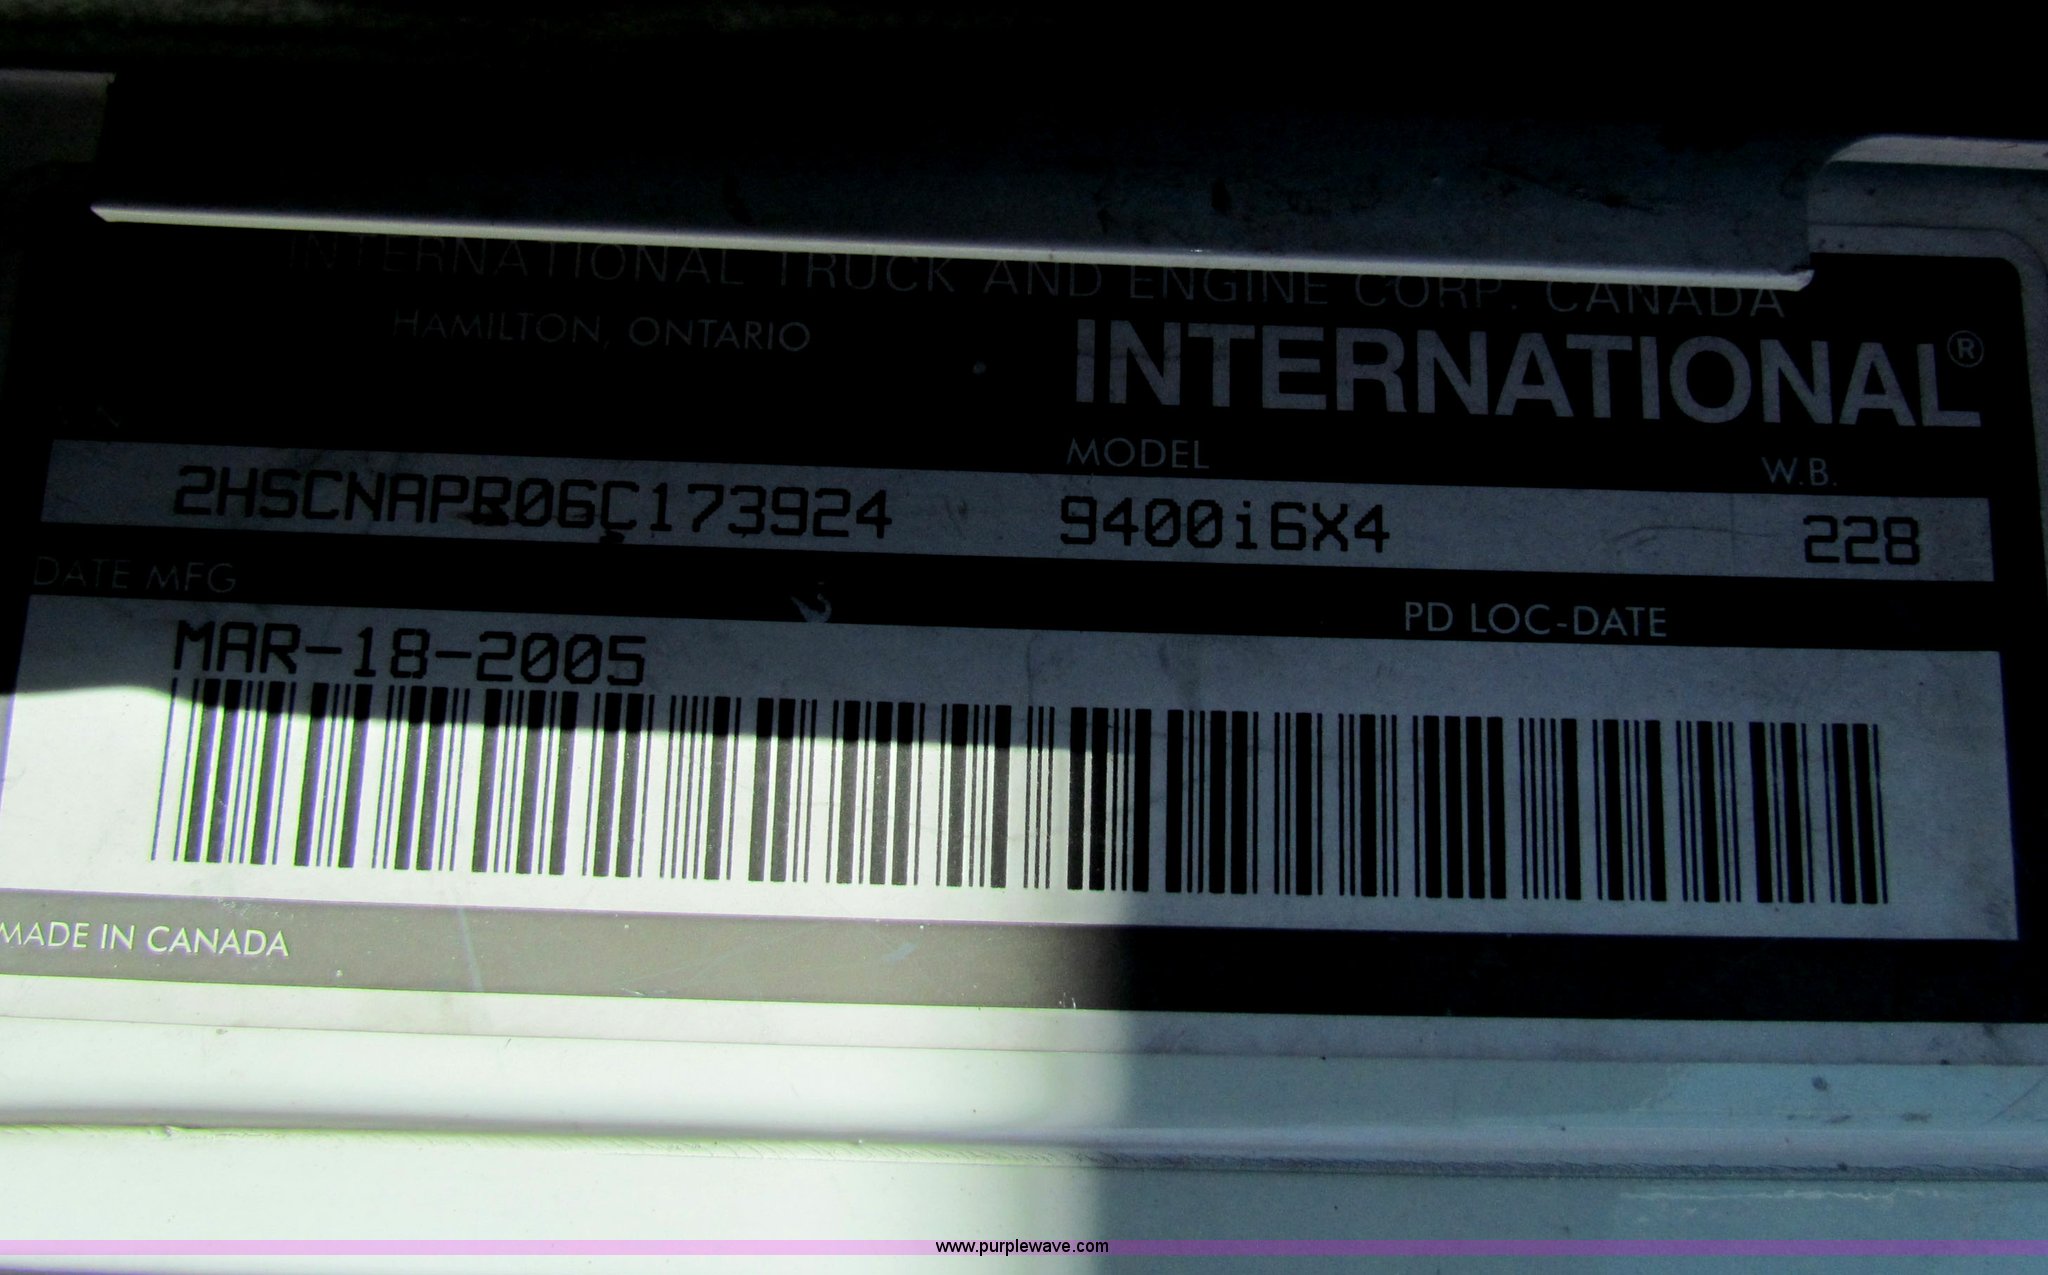 INTERNATIONAL TRUCK AND ENGINE CORP. CANADA
HAMILTON, ONTARIO
INTERNATIONAL®
MODEL W.B.
2HSCNAPR06C173924 9400i6X4 228
DATE MFG PD LOC-DATE
MAR-18-2005
MADE IN CANADA
www.purplewave.com